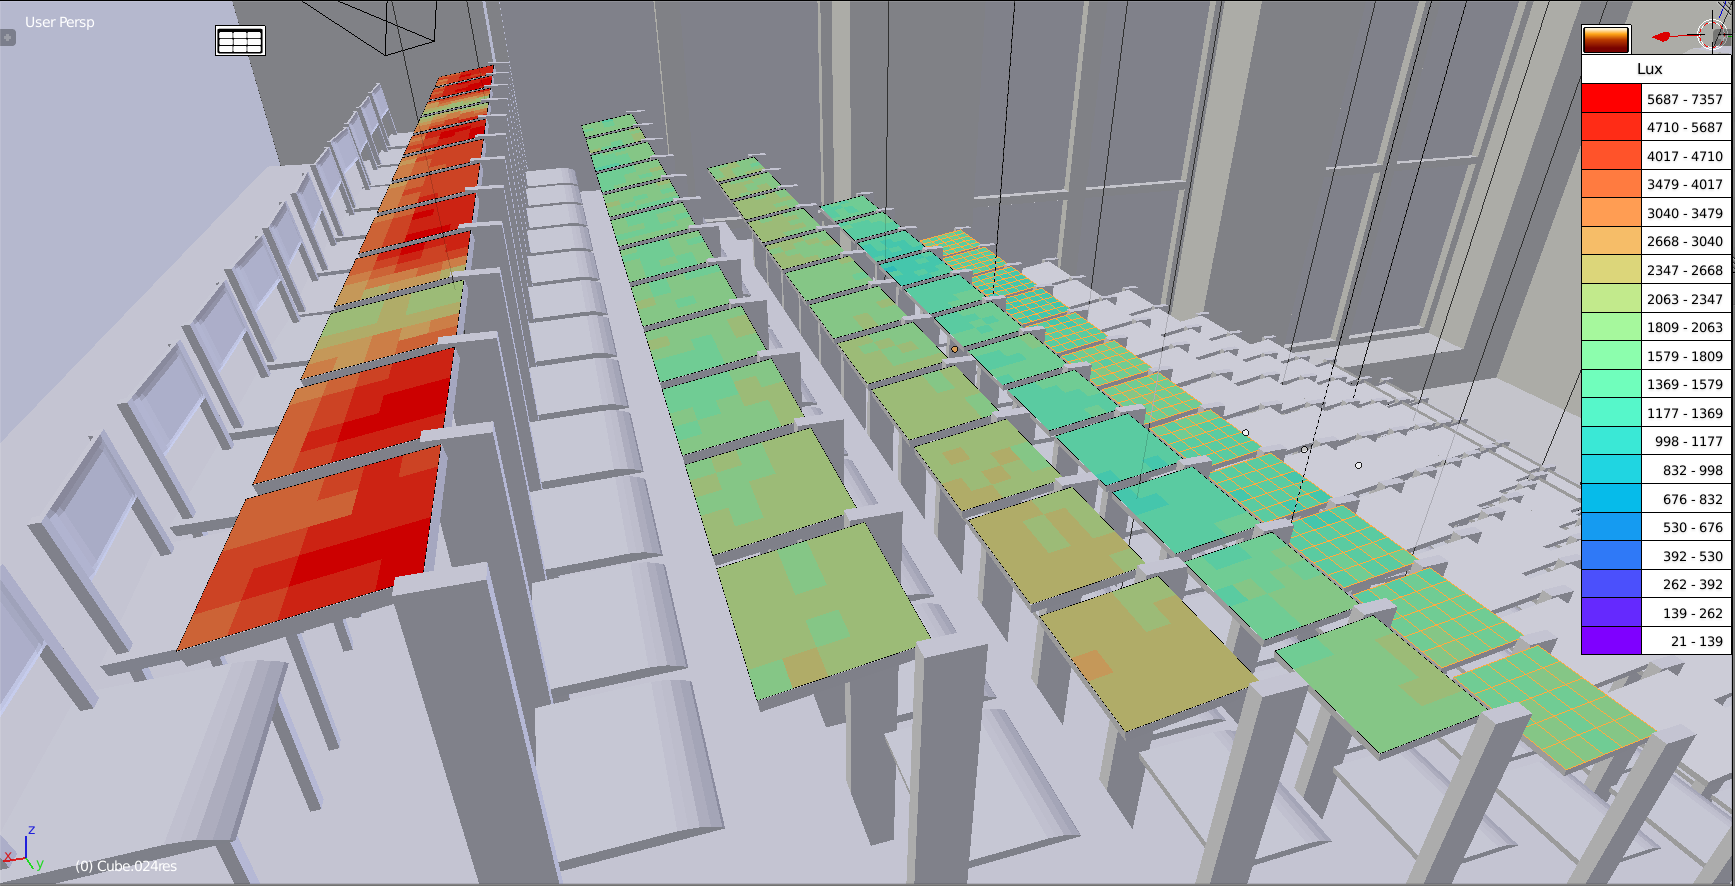 User Persp
Lux
5687 - 7357
4710 - 5687
4017 - 4710
3479 - 4017
3040 - 3479
2668 - 3040
2347 - 2668
2063 - 2347
1809 - 2063
1579 - 1809
1369 - 1579
1177 - 1369
998 - 1177
832 - 998
676 - 832
530 - 676
392 - 530
262 - 392
139 - 262
21 - 139
z
x
y
(0) Cube.024res